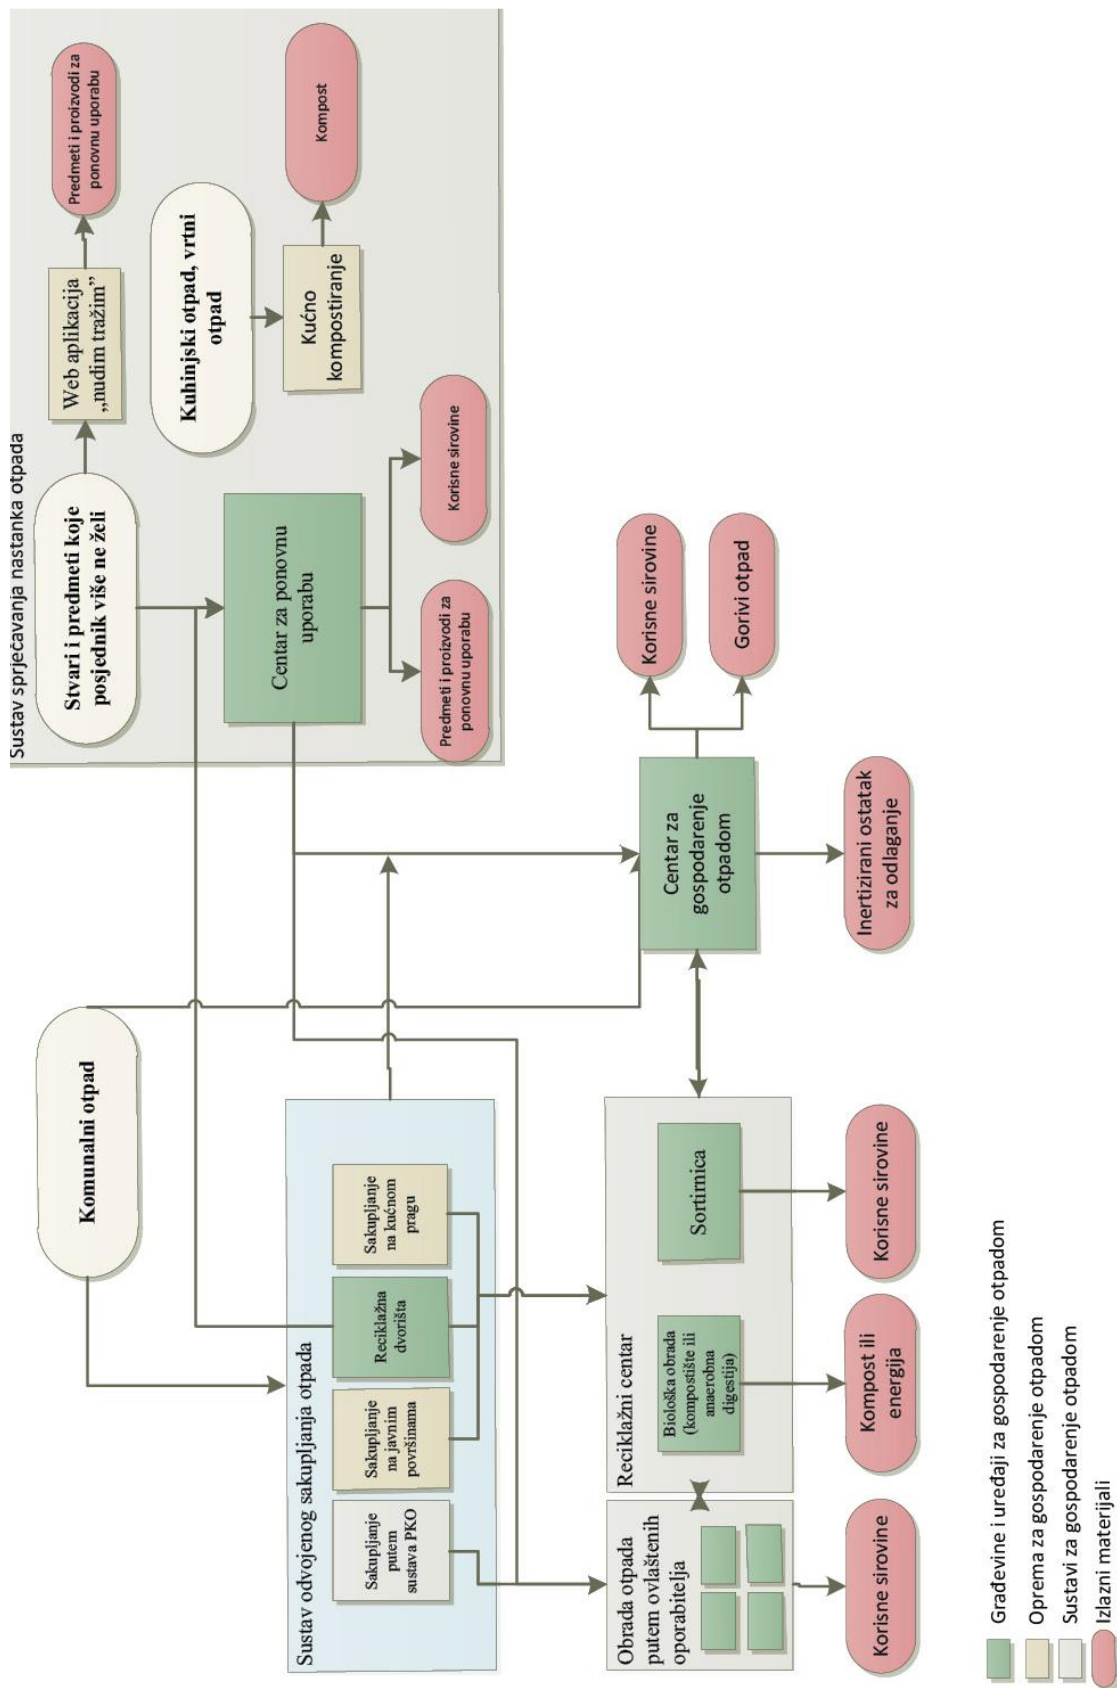 Sustav sprječavanja nastanka otpada
Komunalni otpad
Stvari i predmeti koje
posjednik više ne želi
Web aplikacija
„nudim tražim”
Predmeti i proizvodi za
ponovnu uporabu
Kuhinjski otpad, vrtni
otpad
Kućno
kompostiranje
Kompost
Centar za ponovnu
uporabu
Predmeti i proizvodi za
ponovnu uporabu
Korisne sirovine
Sustav odvojenog sakupljanja otpada
Sakupljanje
putem
sustava PKO
Sakupljanje
na javnim
površinama
Reciklažna
dvorišta
Sakupljanje
na kućnom
pragu
Obrada opada
putem ovlaštenih
oporabitelja
Reciklažni centar
Biološka obrada
(kompostište ili
anaerobna
digestija)
Sortirnica
Centar za
gospodarenje
otpadom
Korisne sirovine
Gorivi otpad
Korisne sirovine
Kompost ili
energija
Korisne sirovine
Inertizirani ostatak
za odlaganje
Građevine i uređaji za gospodarenje otpadom
Oprema za gospodarenje otpadom
Sustavi za gospodarenje otpadom
Izlazni materijali